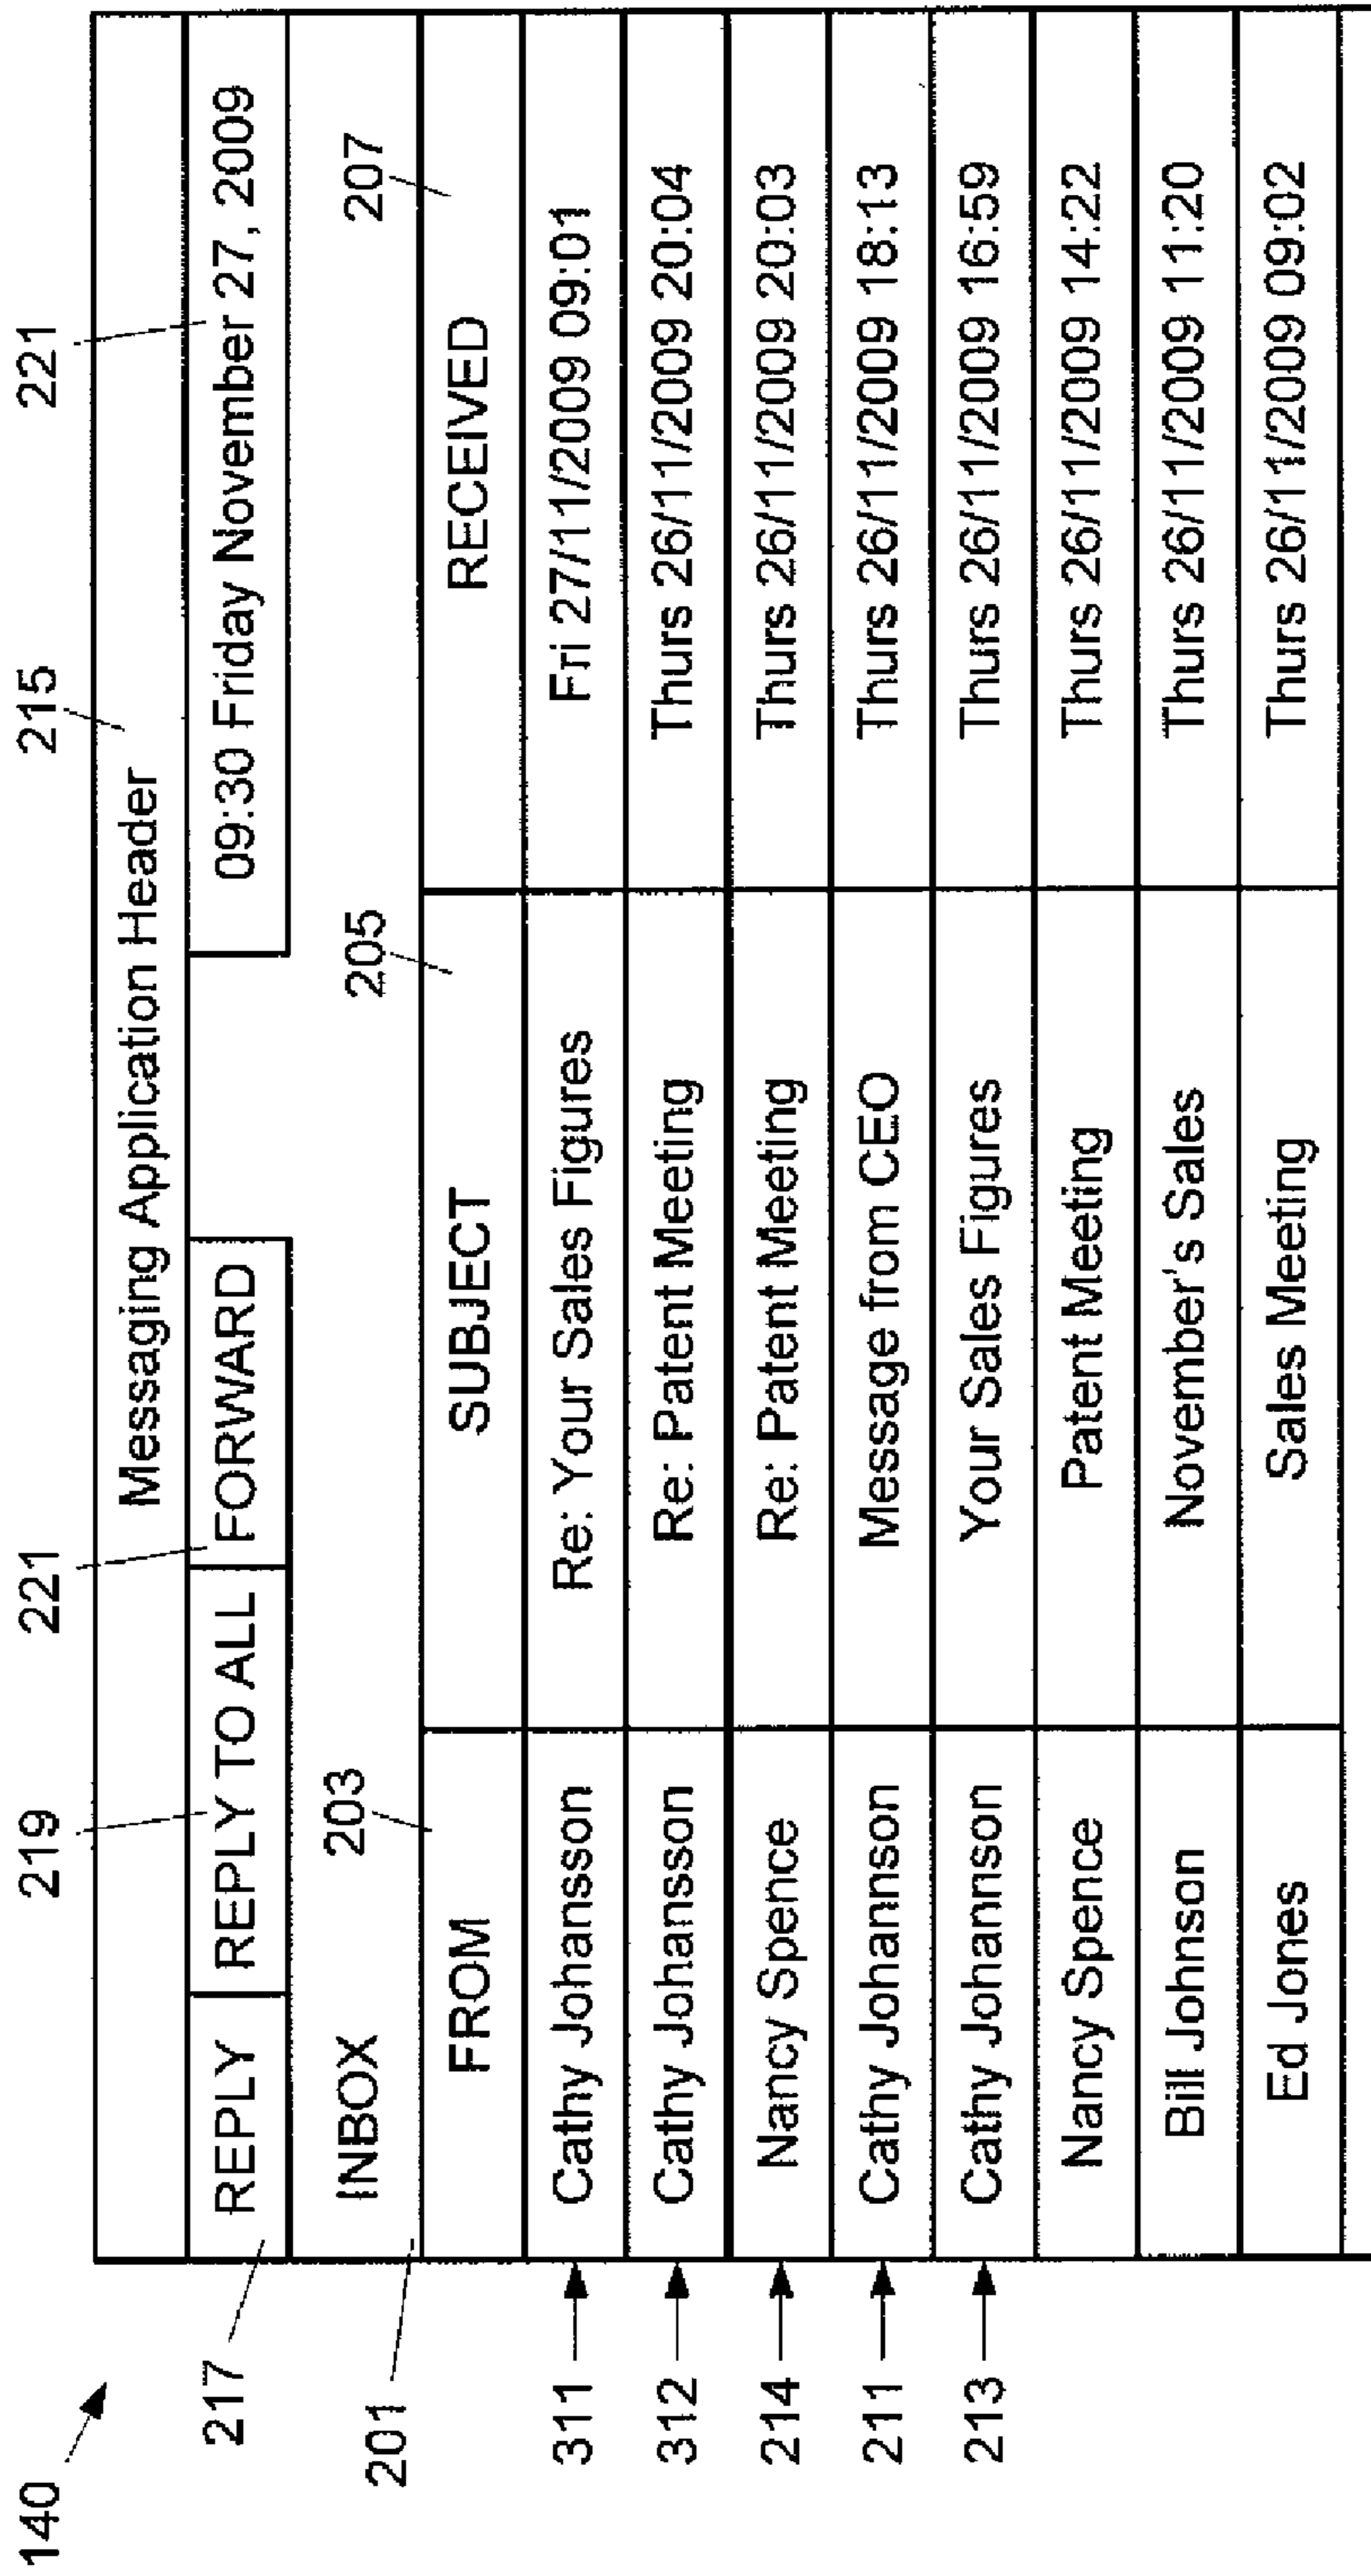 140 219 221 215 221
Messaging Application Header
217 REPLY REPLY TO ALL FORWARD 09:30 Friday November 27, 2009
INBOX 203 205 207
201
FROM SUBJECT RECEIVED
311 Cathy Johansson Re: Your Sales Figures Fri 27/11/2009 09:01
312 Cathy Johansson Re: Patent Meeting Thurs 26/11/2009 20:04
214 Nancy Spence Re: Patent Meeting Thurs 26/11/2009 20:03
211 Cathy Johannson Message from CEO Thurs 26/11/2009 18:13
213 Cathy Johannson Your Sales Figures Thurs 26/11/2009 16:59
Nancy Spence Patent Meeting Thurs 26/11/2009 14:22
Bill Johnson November's Sales Thurs 26/11/2009 11:20
Ed Jones Sales Meeting Thurs 26/11/2009 09:02